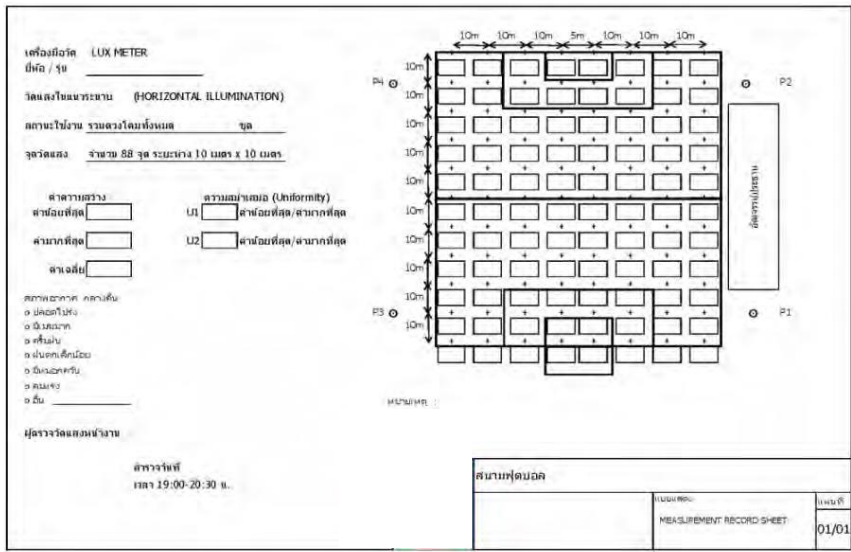 เครื่องมือวัด LUX METER
ยี่ห้อ / รุ่น
วัดแสงในแนวระนาบ (HORIZONTAL ILLUMINATION)
สถานะใช้งาน รวมดวงโคมทั้งหมด ชุด
จุดวัดแสง จำนวน 88 จุด ระยะห่าง 10 เมตร x 10 เมตร
ค่าความสว่าง ความสม่ำเสมอ (Uniformity)
ค่าน้อยที่สุด U1 ค่าน้อยที่สุด/ค่ามากที่สุด
ค่ามากที่สุด U2 ค่าน้อยที่สุด/ค่ามากที่สุด
ค่าเฉลี่ย
สภาพอากาศ กลางคืน
o ปลอดโปร่ง
o มีเมฆมาก
o ครึ้มฝน
o ฝนตกเล็กน้อย
o มีหมอกควัน
o ลมแรง
o อื่น
ผู้ตรวจวัดแสงหน้างาน
สำรวจวันที่
เวลา 19:00-20:30 น.
10m 10m 10m 5m 10m 10m 10m
10m
10m
10m
10m
10m
10m
10m
10m
10m
10m
P4
P2
P3
P1
อัฒจรรย์ประธาน
หมายเหตุ :
สนามฟุตบอล
แบบแสดง
MEASUREMENT RECORD SHEET
แผ่นที่
01/01